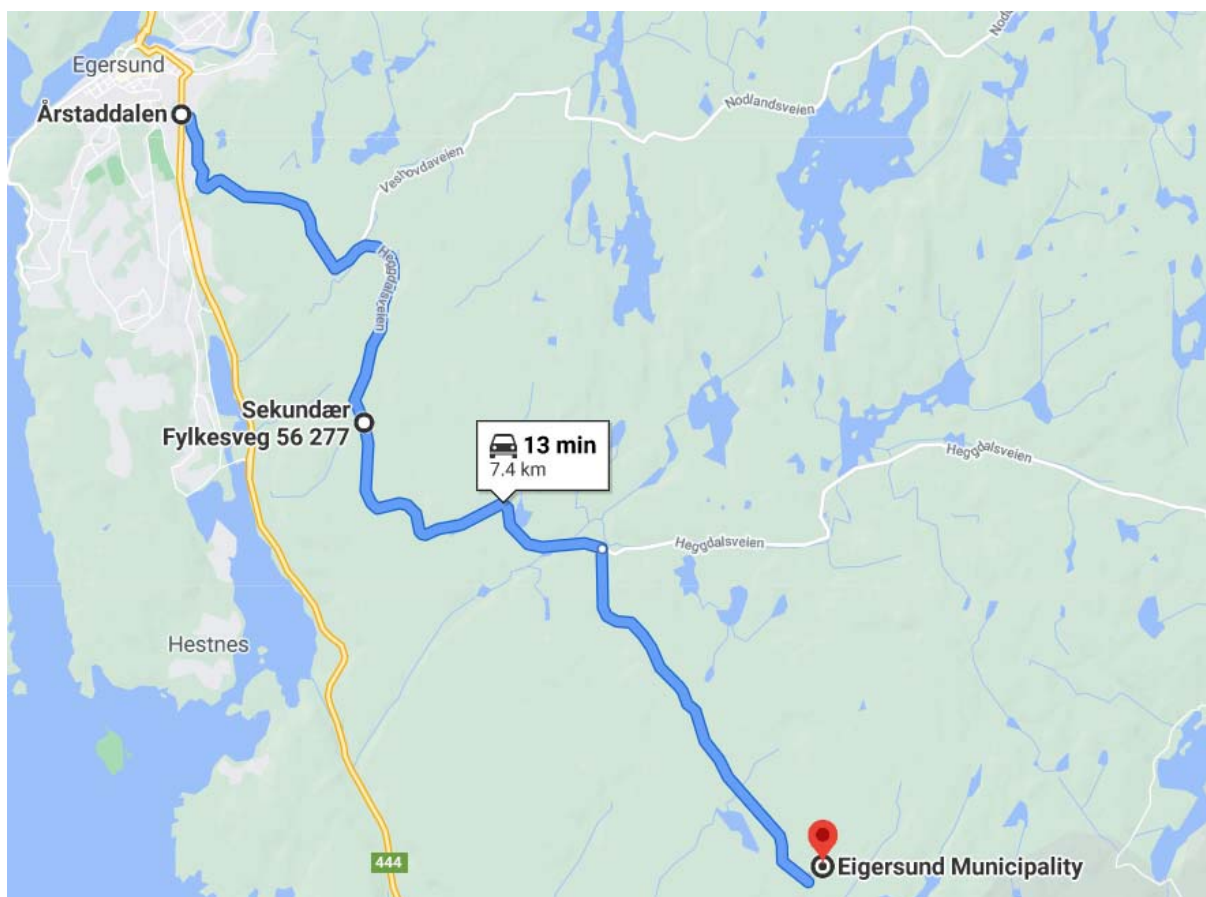 Egersund
Årstaddalen
Nodlandsveien
Veshovdaveien
Heggdalsveien
Sekundær
Fylkesveg 56 277
13 min
7.4 km
Heggdalsveien
Heggdalsveien
Hestnes
444
Eigersund Municipality